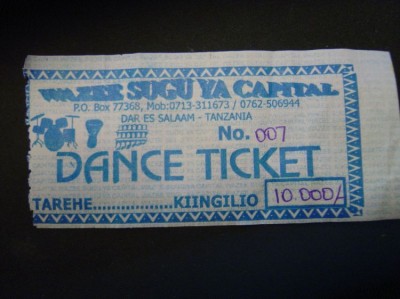 WAZEE SUGU YA CAPITAL
P.O. Box 77368, Mob:0713-311673 / 0762-506944
DAR ES SALAAM - TANZANIA
No. 007
DANCE TICKET
TAREHE..................KIINGILIO 10.000/-